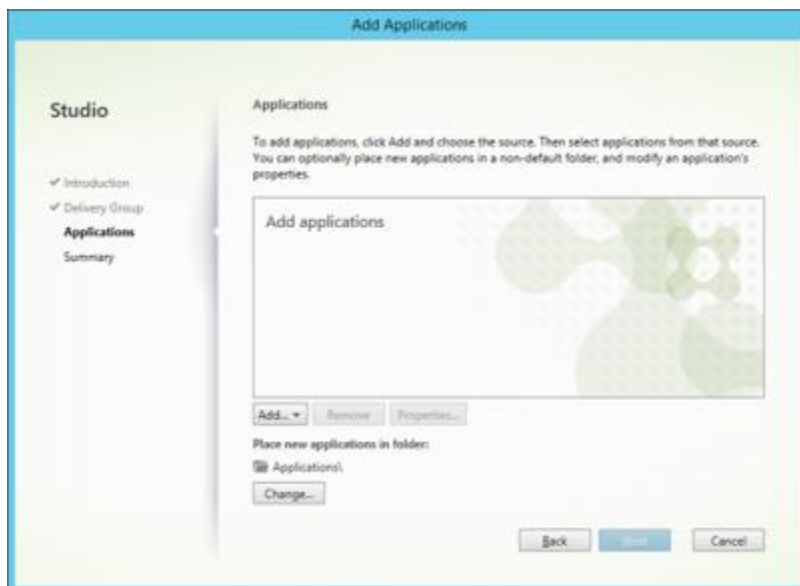 Add Applications
Studio
✔ Introduction
✔ Delivery Group
Applications
Summary
Applications
To add applications, click Add and choose the source. Then select applications from that source.
You can optionally place new applications in a non-default folder, and modify an application's
properties.
Add applications
Add...
Remove
Properties...
Place new applications in folder:
Applications\
Change...
Back
Next
Cancel